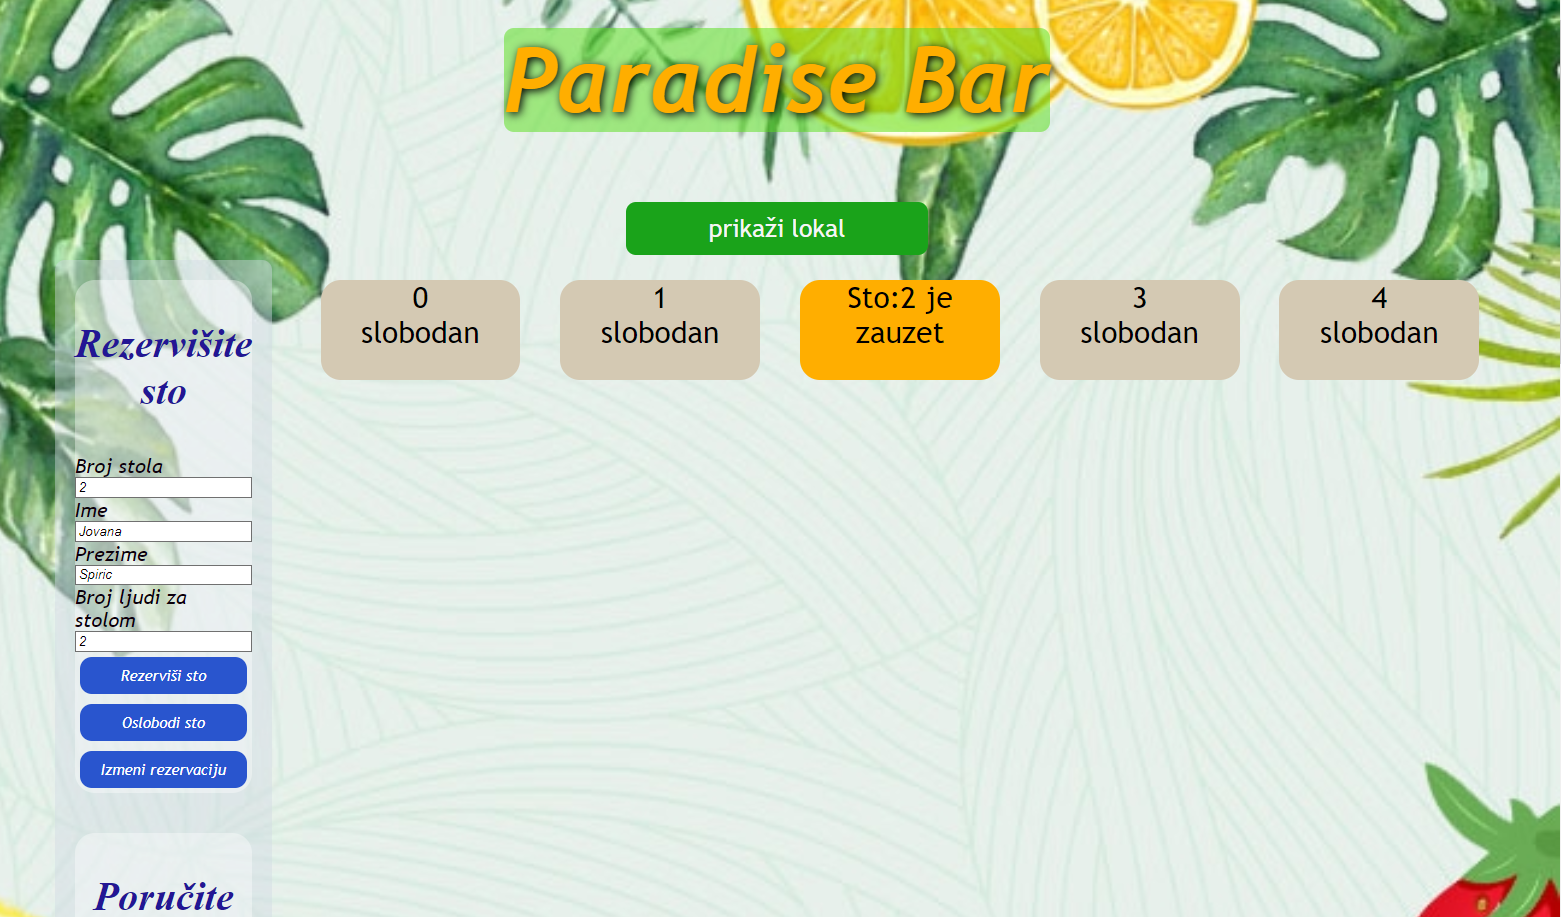 Paradise Bar
prikaži lokal
0
slobodan
1
slobodan
Sto:2 je
zauzet
3
slobodan
4
slobodan
Rezervišite
sto
Broj stola
2
Ime
Jovana
Prezime
Spiric
Broj ljudi za
stolom
2
Rezerviši sto
Oslobodi sto
Izmeni rezervaciju
Poručite